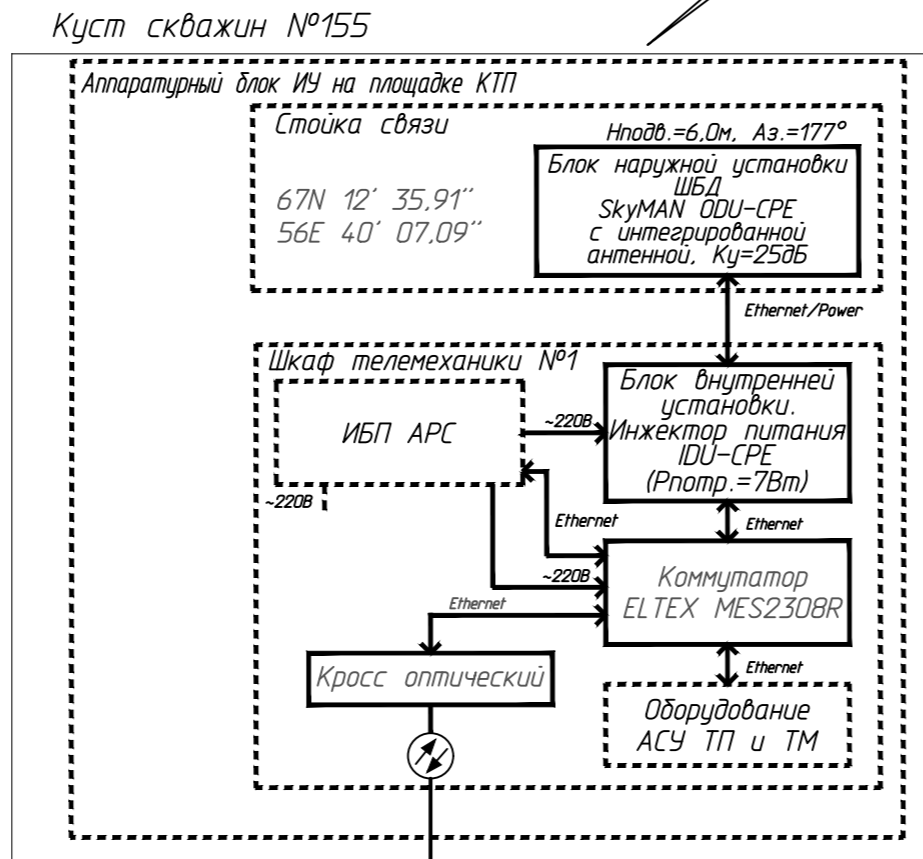 Куст скважин №155
Аппаратурный блок ИУ на площадке КТП
Стойка связи
67N 12' 35,91"
56E 40' 07,09"
Hподв.=6,0м, Аз.=177°
Блок наружной установки
ШБД
SkyMAN ODU-CPE
с интегрированной
антенной, Ку=25дБ
Ethernet/Power
Шкаф телемеханики №1
ИБП APC
~220В
~220В
Блок внутренней
установки.
Инжектор питания
IDU-CPE
(Pпотр.=7Вт)
Ethernet
Ethernet
~220В
Коммутатор
ELTEX MES2308R
Ethernet
Кросс оптический
Ethernet
Оборудование
АСУ ТП и ТМ